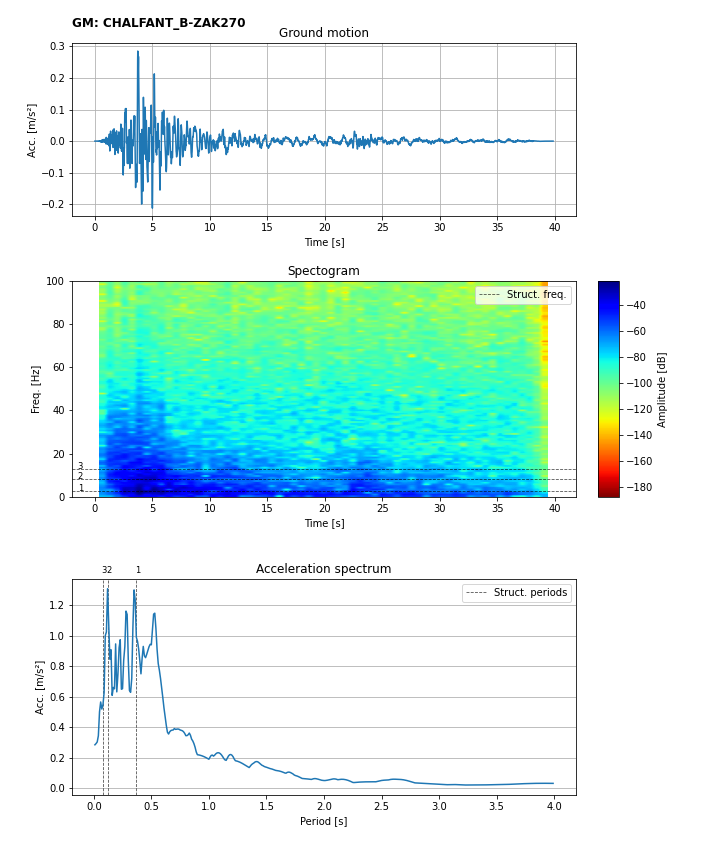 GM: CHALFANT_B-ZAK270
Ground motion
0.3
0.2
0.1
0.0
−0.1
−0.2
Acc. [m/s²]
0 5 10 15 20 25 30 35 40
Time [s]
Spectogram
100
80
60
40
20
0
Freq. [Hz]
3
2
1
Struct. freq.
0 5 10 15 20 25 30 35 40
Time [s]
−40
−60
−80
−100
−120
−140
−160
−180
Amplitude [dB]
32 1
Acceleration spectrum
1.2
1.0
0.8
0.6
0.4
0.2
0.0
Acc. [m/s²]
Struct. periods
0.0 0.5 1.0 1.5 2.0 2.5 3.0 3.5 4.0
Period [s]